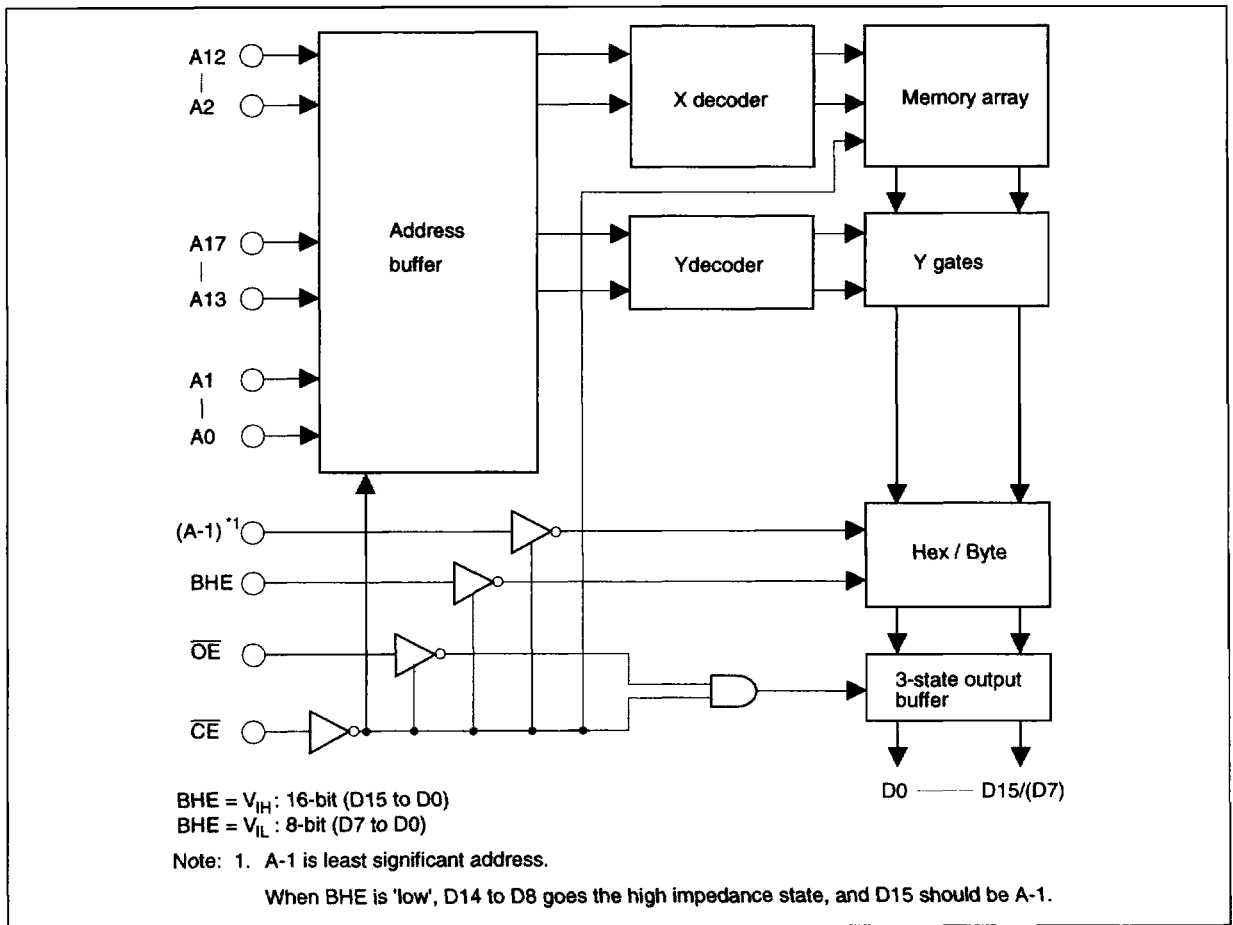 A12
A2
X decoder
Memory array
A17
A13
Address
buffer
Ydecoder
Y gates
A1
A0
(A-1) *1
BHE
Hex / Byte
OE
3-state output
buffer
CE
D0 ——— D15/(D7)
BHE = VIH : 16-bit (D15 to D0)
BHE = VIL : 8-bit (D7 to D0)
Note: 1. A-1 is least significant address.
When BHE is 'low', D14 to D8 goes the high impedance state, and D15 should be A-1.